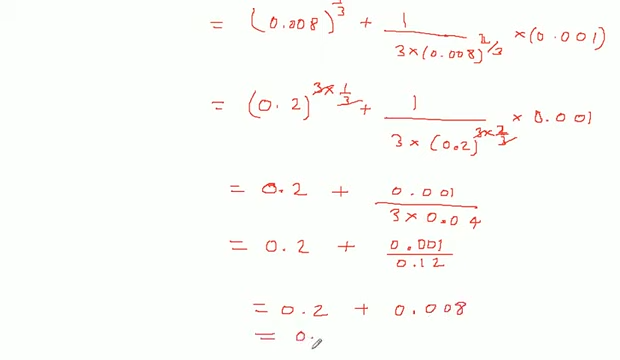 = (0.008)^1/3 + 1/(3×(0.008)^2/3) ×(0.001)
= (0.2)^3×1/3 + 1/(3×(0.2)^3×2/3) × 0.001
= 0.2 + 0.001/(3×0.04)
= 0.2 + 0.001/0.12
= 0.2 + 0.008
= 0.